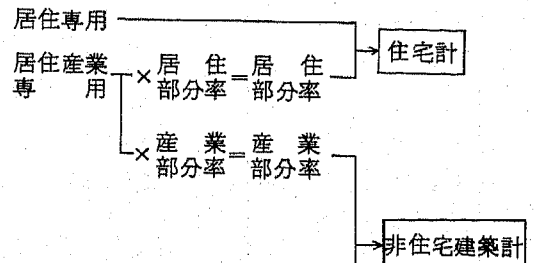 居住専用
住宅計
居住産業
専用
× 居住 = 居住
部分率 部分率
× 産業 = 産業
部分率 部分率
非住宅建築計